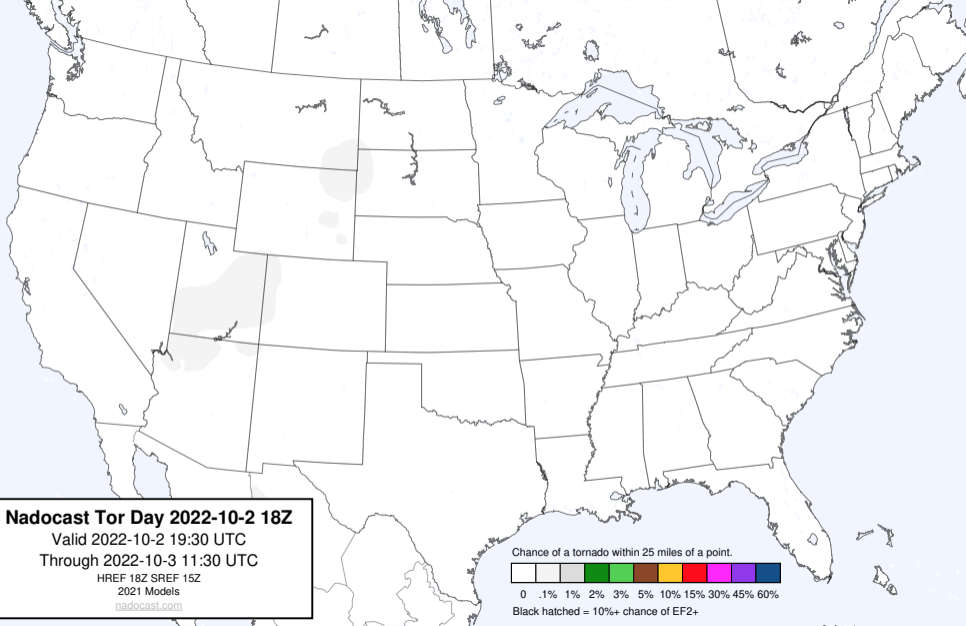 Nadocast Tor Day 2022-10-2 18Z
Valid 2022-10-2 19:30 UTC
Through 2022-10-3 11:30 UTC
HREF 18Z SREF 15Z
2021 Models
nadocast.com
Chance of a tornado within 25 miles of a point.
0 .1% 1% 2% 3% 5% 10% 15% 30% 45% 60%
Black hatched = 10%+ chance of EF2+